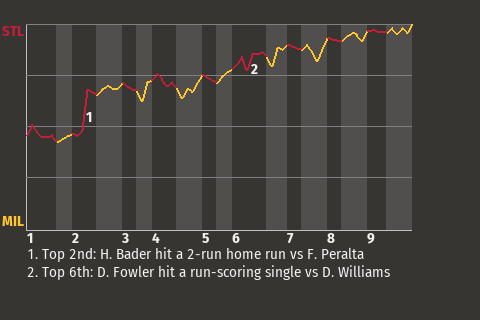 STL
1
2
MIL
1 2 3 4 5 6 7 8 9
1. Top 2nd: H. Bader hit a 2-run home run vs F. Peralta
2. Top 6th: D. Fowler hit a run-scoring single vs D. Williams